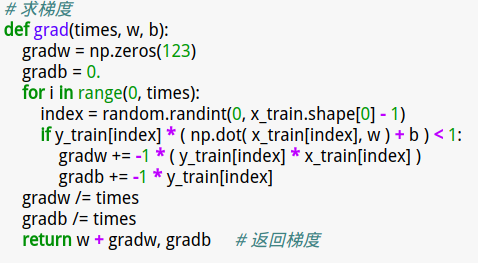 # 求梯度
def grad(times, w, b):
    gradw = np.zeros(123)
    gradb = 0.
    for i in range(0, times):
        index = random.randint(0, x_train.shape[0] - 1)
        if y_train[index] * ( np.dot( x_train[index], w ) + b ) < 1:
            gradw += -1 * ( y_train[index] * x_train[index] )
            gradb += -1 * y_train[index]
    gradw /= times
    gradb /= times
    return w + gradw, gradb    # 返回梯度